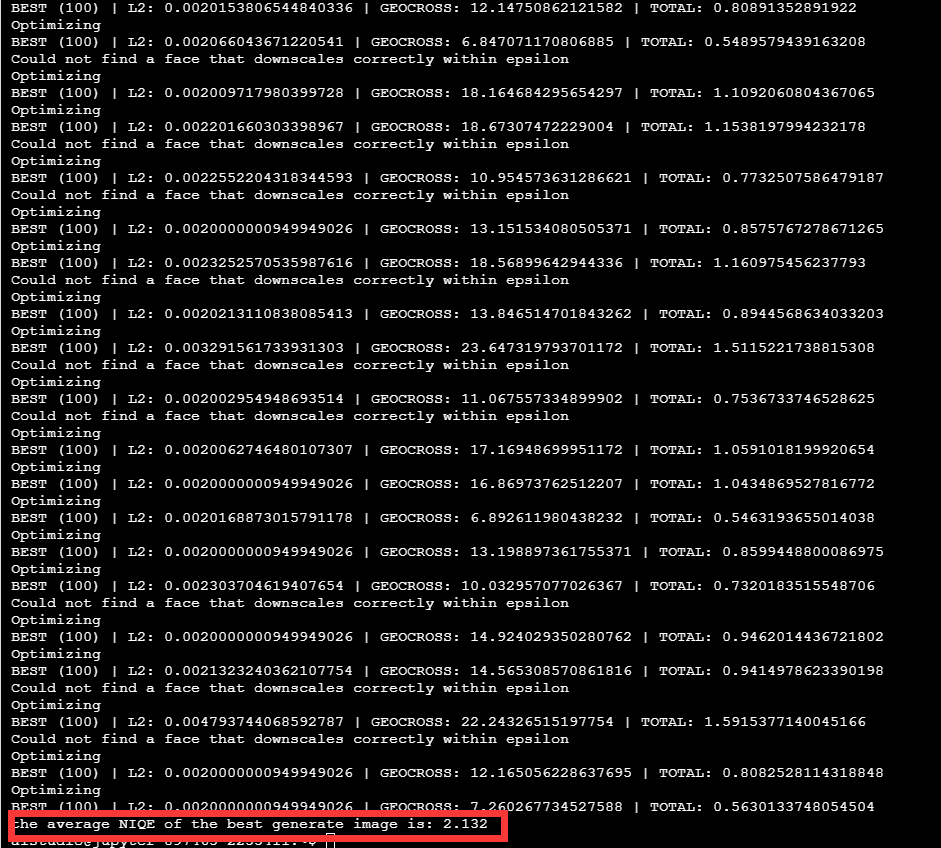 BEST (100) | L2: 0.0020153806544840336 | GEOCROSS: 12.14750862121582 | TOTAL: 0.80891352891922
Optimizing
BEST (100) | L2: 0.002066043671220541 | GEOCROSS: 6.847071170806885 | TOTAL: 0.5489579439163208
Could not find a face that downscales correctly within epsilon
Optimizing
BEST (100) | L2: 0.002009717980399728 | GEOCROSS: 18.164684295654297 | TOTAL: 1.1092060804367065
Optimizing
BEST (100) | L2: 0.002201660303398967 | GEOCROSS: 18.67307472229004 | TOTAL: 1.1538197994232178
Could not find a face that downscales correctly within epsilon
Optimizing
BEST (100) | L2: 0.0022552204318344593 | GEOCROSS: 10.954573631286621 | TOTAL: 0.7732507586479187
Could not find a face that downscales correctly within epsilon
Optimizing
BEST (100) | L2: 0.0020000000949949026 | GEOCROSS: 13.151534080505371 | TOTAL: 0.8575767278671265
Optimizing
BEST (100) | L2: 0.0023252570535987616 | GEOCROSS: 18.56899642944336 | TOTAL: 1.160975456237793
Could not find a face that downscales correctly within epsilon
Optimizing
BEST (100) | L2: 0.0020213110838085413 | GEOCROSS: 13.846514701843262 | TOTAL: 0.8944568634033203
Optimizing
BEST (100) | L2: 0.003291561733931303 | GEOCROSS: 23.647319793701172 | TOTAL: 1.5115221738815308
Could not find a face that downscales correctly within epsilon
Optimizing
BEST (100) | L2: 0.002002954948693514 | GEOCROSS: 11.067557334899902 | TOTAL: 0.7536733746528625
Could not find a face that downscales correctly within epsilon
Optimizing
BEST (100) | L2: 0.0020062746480107307 | GEOCROSS: 17.16948699951172 | TOTAL: 1.0591018199920654
Optimizing
BEST (100) | L2: 0.0020000000949949026 | GEOCROSS: 16.86973762512207 | TOTAL: 1.0434869527816772
Optimizing
BEST (100) | L2: 0.0020168873015791178 | GEOCROSS: 6.892611980438232 | TOTAL: 0.5463193655014038
Optimizing
BEST (100) | L2: 0.0020000000949949026 | GEOCROSS: 13.198897361755371 | TOTAL: 0.8599448800086975
Optimizing
BEST (100) | L2: 0.002303704619407654 | GEOCROSS: 10.032957077026367 | TOTAL: 0.7320183515548706
Could not find a face that downscales correctly within epsilon
Optimizing
BEST (100) | L2: 0.0020000000949949026 | GEOCROSS: 14.924029350280762 | TOTAL: 0.9462014436721802
Optimizing
BEST (100) | L2: 0.0021323240362107754 | GEOCROSS: 14.565308570861816 | TOTAL: 0.9414978623390198
Could not find a face that downscales correctly within epsilon
Optimizing
BEST (100) | L2: 0.004793744068592787 | GEOCROSS: 22.24326515197754 | TOTAL: 1.5915377140045166
Could not find a face that downscales correctly within epsilon
Optimizing
BEST (100) | L2: 0.0020000000949949026 | GEOCROSS: 12.165056228637695 | TOTAL: 0.8082528114318848
Optimizing
BEST (100) | L2: 0.0020000000949949026 | GEOCROSS: 7.260267734527588 | TOTAL: 0.5630133748054504
the average NIQE of the best generate image is: 2.132